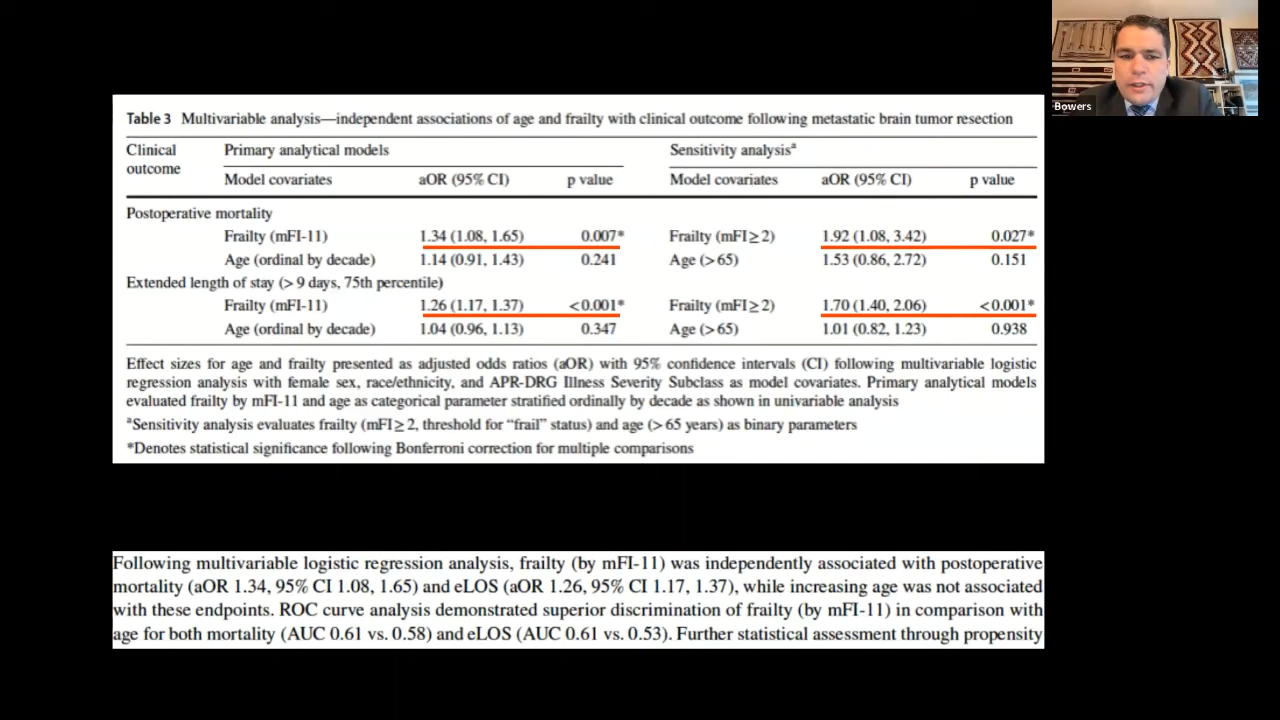 Bowers
Table 3 Multivariable analysis—independent associations of age and frailty with clinical outcome following metastatic brain tumor resection
Clinical outcome Primary analytical models Sensitivity analysisᵃ
Model covariates aOR (95% CI) p value Model covariates aOR (95% CI) p value
Postoperative mortality
Frailty (mFI-11) 1.34 (1.08, 1.65) 0.007* Frailty (mFI ≥ 2) 1.92 (1.08, 3.42) 0.027*
Age (ordinal by decade) 1.14 (0.91, 1.43) 0.241 Age (> 65) 1.53 (0.86, 2.72) 0.151
Extended length of stay (> 9 days, 75th percentile)
Frailty (mFI-11) 1.26 (1.17, 1.37) <0.001* Frailty (mFI ≥ 2) 1.70 (1.40, 2.06) <0.001*
Age (ordinal by decade) 1.04 (0.96, 1.13) 0.347 Age (> 65) 1.01 (0.82, 1.23) 0.938
Effect sizes for age and frailty presented as adjusted odds ratios (aOR) with 95% confidence intervals (CI) following multivariable logistic
regression analysis with female sex, race/ethnicity, and APR-DRG Illness Severity Subclass as model covariates. Primary analytical models
evaluated frailty by mFI-11 and age as categorical parameter stratified ordinally by decade as shown in univariable analysis
ᵃSensitivity analysis evaluates frailty (mFI ≥ 2, threshold for “frail” status) and age (> 65 years) as binary parameters
*Denotes statistical significance following Bonferroni correction for multiple comparisons
Following multivariable logistic regression analysis, frailty (by mFI-11) was independently associated with postoperative
mortality (aOR 1.34, 95% CI 1.08, 1.65) and eLOS (aOR 1.26, 95% CI 1.17, 1.37), while increasing age was not associated
with these endpoints. ROC curve analysis demonstrated superior discrimination of frailty (by mFI-11) in comparison with
age for both mortality (AUC 0.61 vs. 0.58) and eLOS (AUC 0.61 vs. 0.53). Further statistical assessment through propensity